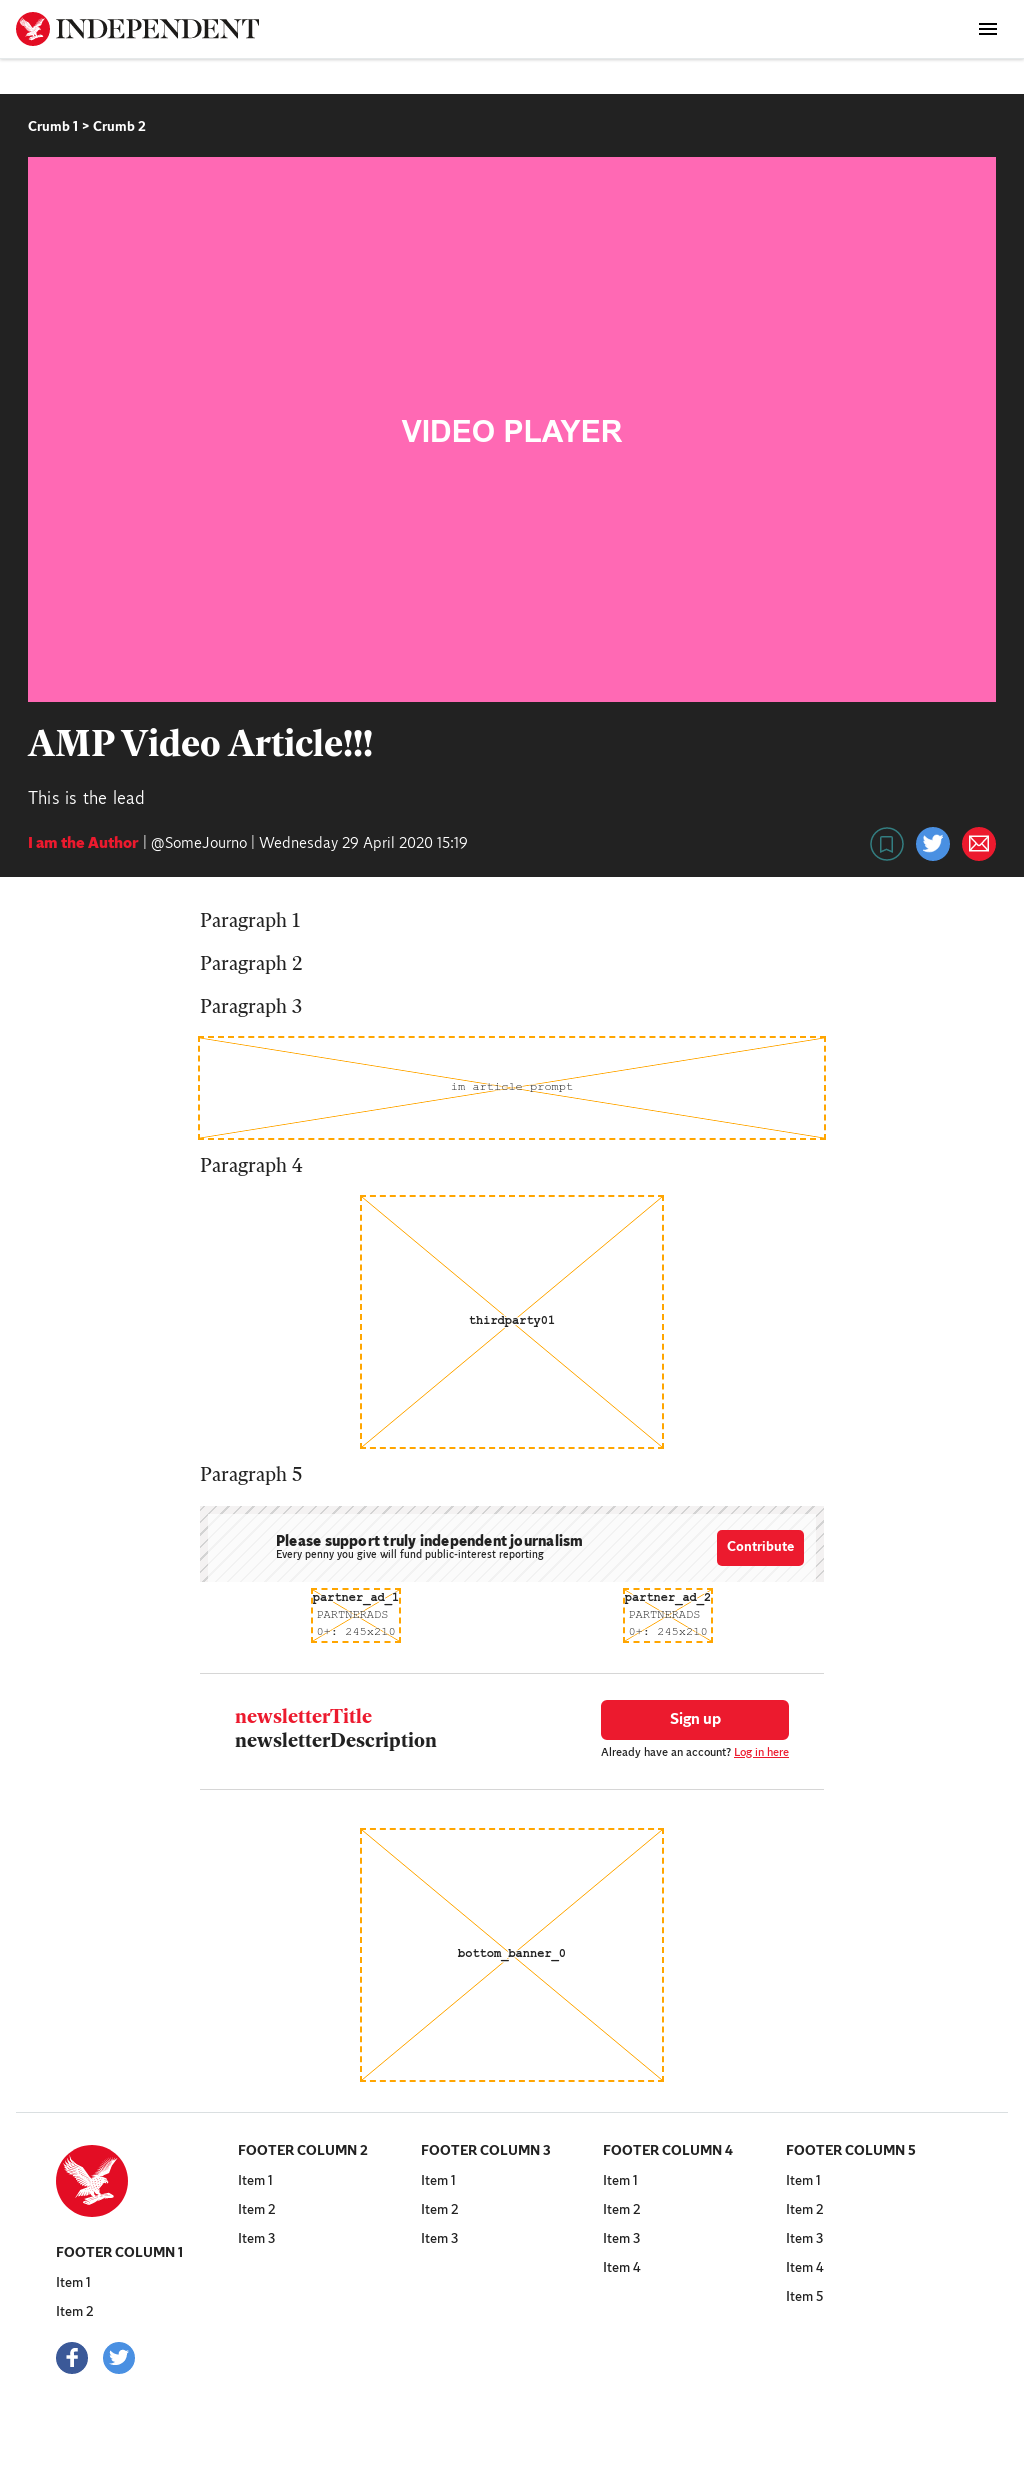 INDEPENDENT
Crumb 1 > Crumb 2
VIDEO PLAYER
AMP Video Article!!!
This is the lead
I am the Author | @SomeJourno | Wednesday 29 April 2020 15:19
Paragraph 1
Paragraph 2
Paragraph 3
im article prompt
Paragraph 4
thirdparty01
Paragraph 5
Please support truly independent journalism
Every penny you give will fund public-interest reporting
Contribute
partner_ad_1
PARTNERADS
0+: 245x210
partner_ad_2
PARTNERADS
0+: 245x210
newsletterTitle
newsletterDescription
Sign up
Already have an account? Log in here
bottom_banner_0
FOOTER COLUMN 1
Item 1
Item 2
FOOTER COLUMN 2
Item 1
Item 2
Item 3
FOOTER COLUMN 3
Item 1
Item 2
Item 3
FOOTER COLUMN 4
Item 1
Item 2
Item 3
Item 4
FOOTER COLUMN 5
Item 1
Item 2
Item 3
Item 4
Item 5